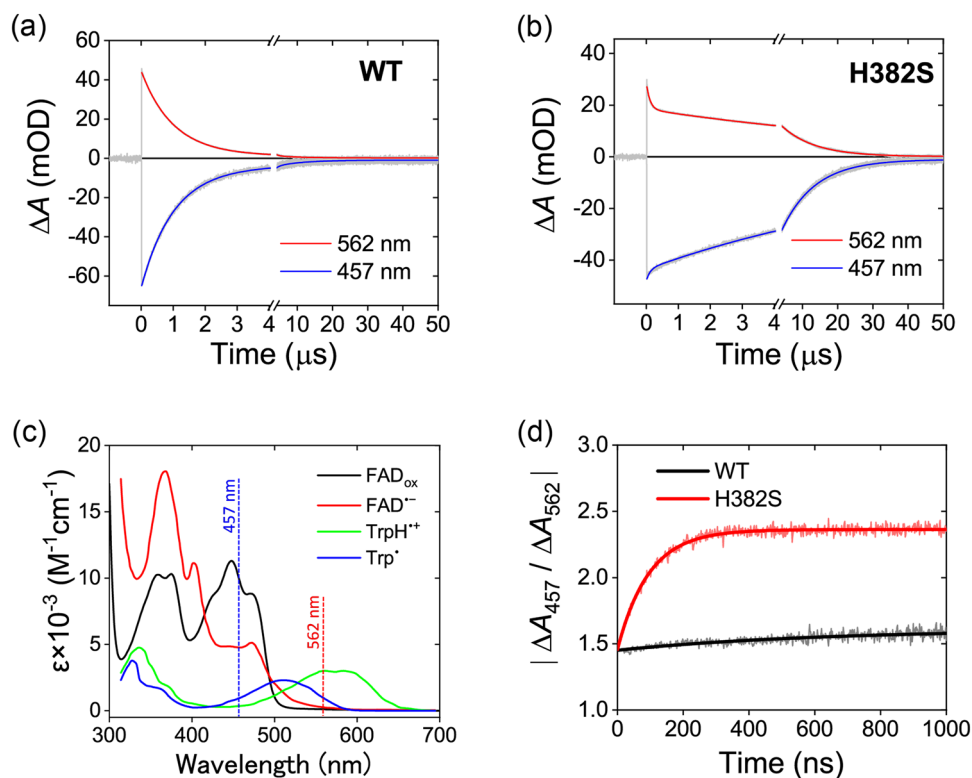 (a)
WT
60
40
20
0
-20
-40
-60
ΔA (mOD)
562 nm
457 nm
0 1 2 3 4 10 20 30 40 50
Time (μs)
(b)
H382S
40
20
0
-20
-40
ΔA (mOD)
562 nm
457 nm
0 1 2 3 4 10 20 30 40 50
Time (μs)
(c)
20
15
10
5
0
ε×10⁻³ (M⁻¹cm⁻¹)
FADox
FAD•−
TrpH•+
Trp•
457 nm
562 nm
300 400 500 600 700
Wavelength (nm)
(d)
3.0
2.5
2.0
1.5
1.0
| ΔA457 / ΔA562 |
WT
H382S
0 200 400 600 800 1000
Time (ns)